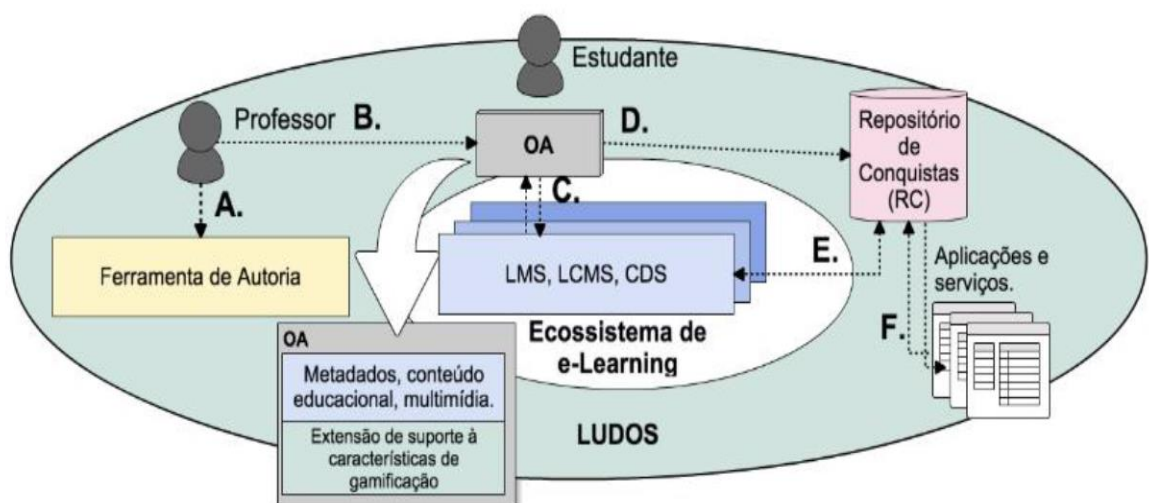 Estudante
Professor B.
OA
D.
Repositório
de
Conquistas
(RC)
A.
C.
Ferramenta de Autoria
LMS, LCMS, CDS
E.
Aplicações e
serviços.
F.
Ecossistema de
e-Learning
OA
Metadados, conteúdo
educacional, multimídia.
Extensão de suporte à
características de
gamificação
LUDOS